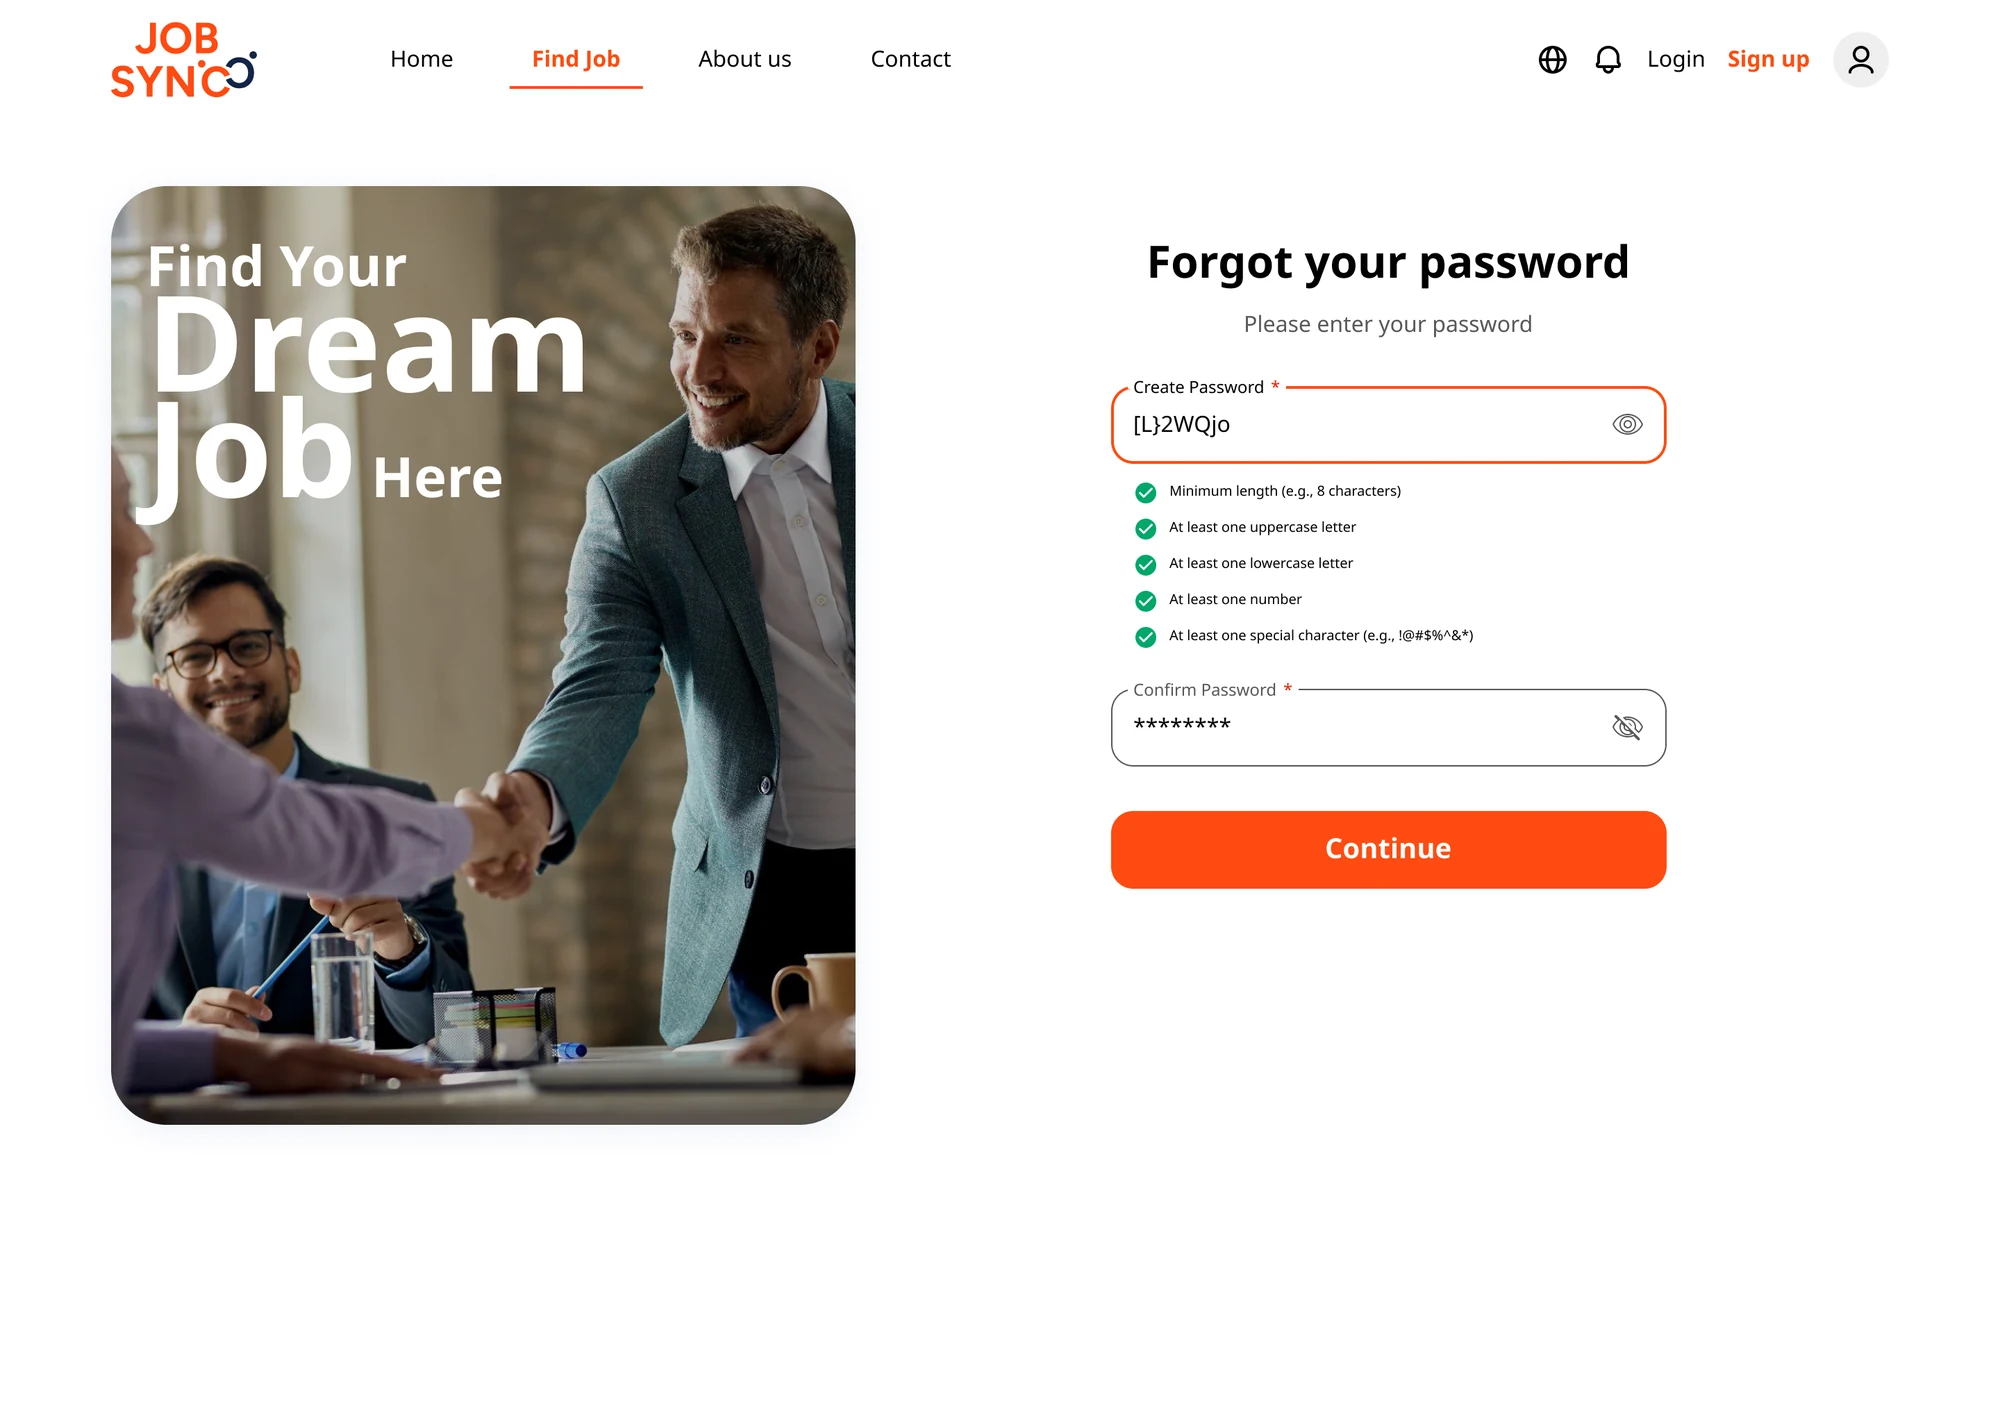 JOB
SYNC
Home
Find Job
About us
Contact
Login
Sign up
Find Your
Dream
Job Here
Forgot your password
Please enter your password
Create Password *
[L}2WQjo
Minimum length (e.g., 8 characters)
At least one uppercase letter
At least one lowercase letter
At least one number
At least one special character (e.g., !@#$%^&*)
Confirm Password *
********
Continue